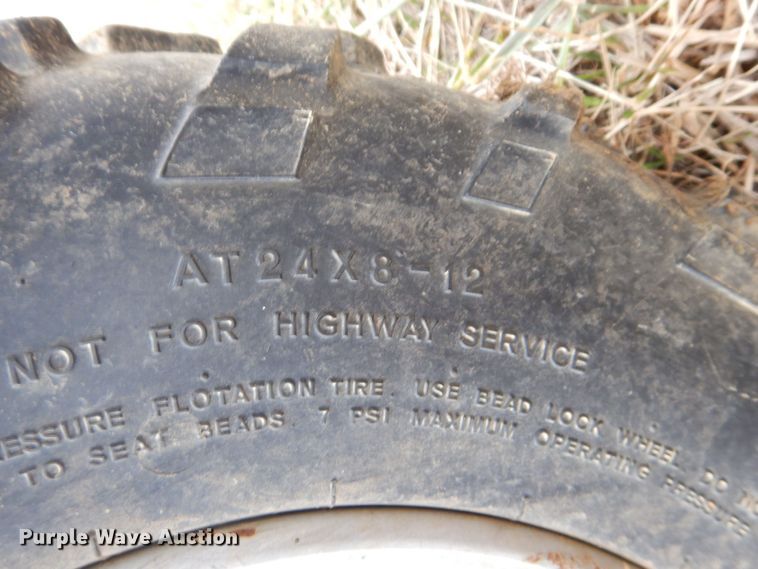 AT 24X8-12
NOT FOR HIGHWAY SERVICE
FLOTATION TIRE. USE BEAD LOCK WHEEL. DO
TO SEAT BEADS. 7 PSI MAXIMUM OPERATING PRESSURE
Purple Wave Auction